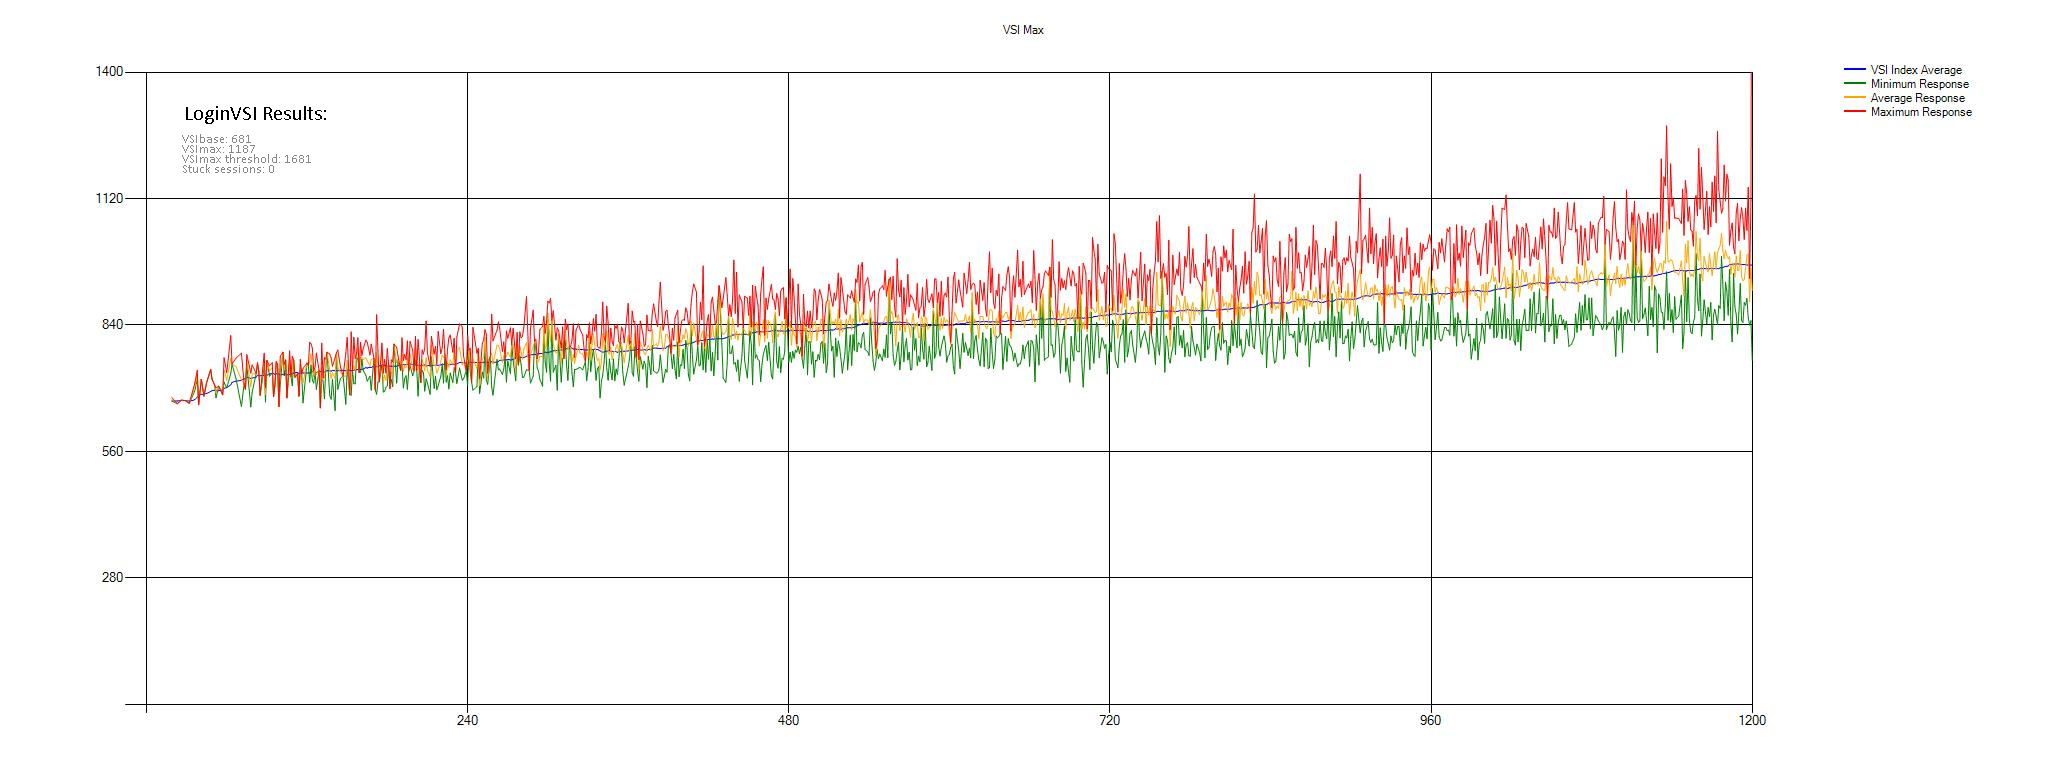 VSI Max
1400
1120
840
560
280
240
480
720
960
1200
LoginVSI Results:
VSIbase: 681
VSImax: 1187
VSImax threshold: 1681
Stuck sessions: 0
VSI Index Average
Minimum Response
Average Response
Maximum Response